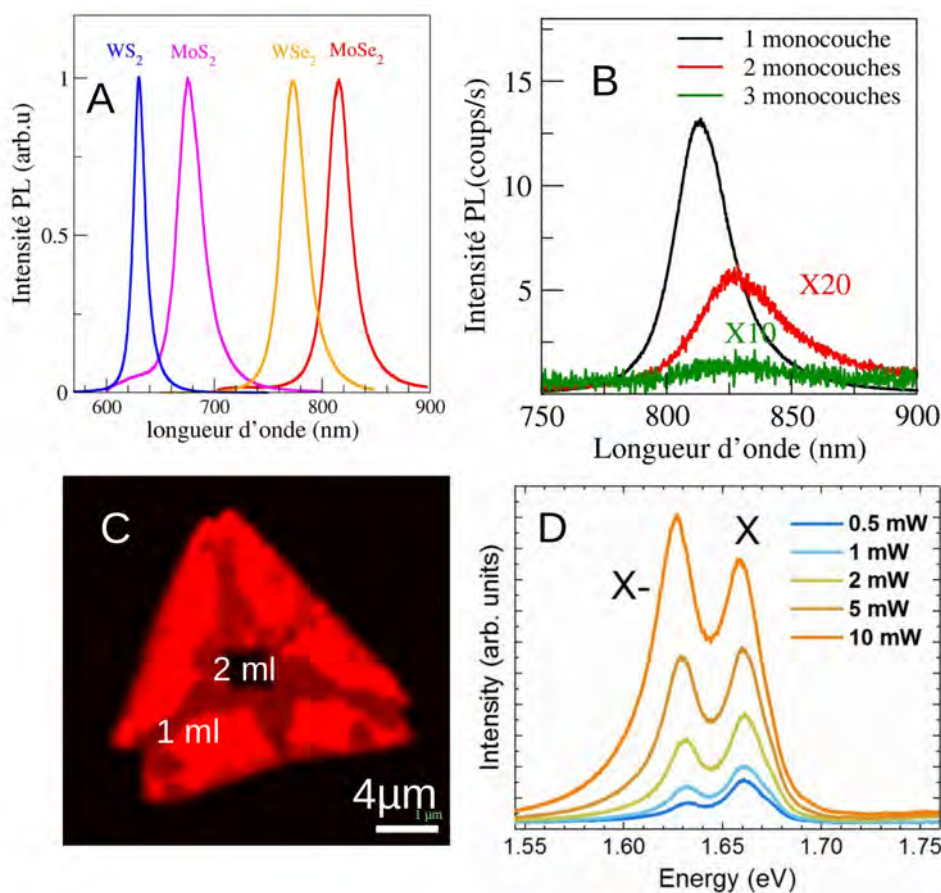 WS2 MoS2 WSe2 MoSe2
A
1
0.5
0
Intensité PL (arb.u)
600 700 800 900
longueur d'onde (nm)
B
1 monocouche
2 monocouches
3 monocouches
15
10
5
X20
X10
Intensité PL(coups/s)
750 800 850 900
Longueur d'onde (nm)
C
2 ml
1 ml
4μm
1 μm
D
X-
X
0.5 mW
1 mW
2 mW
5 mW
10 mW
Intensity (arb. units)
1.55 1.60 1.65 1.70 1.75
Energy (eV)